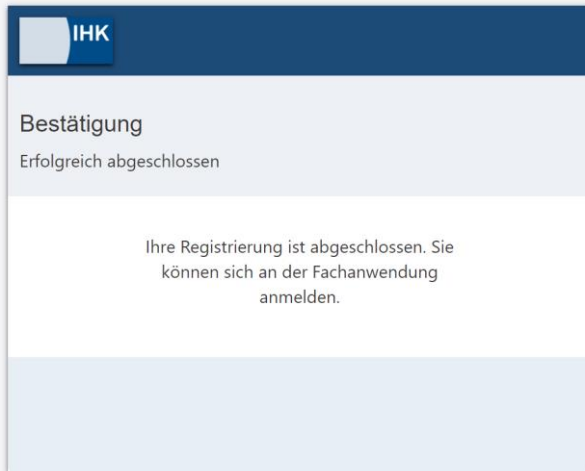 IHK
Bestätigung
Erfolgreich abgeschlossen
Ihre Registrierung ist abgeschlossen. Sie
können sich an der Fachanwendung
anmelden.